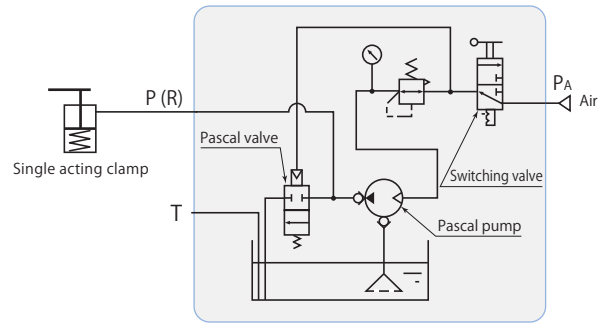 P (R)
PA
Air
Pascal valve
Single acting clamp
Switching valve
T
Pascal pump